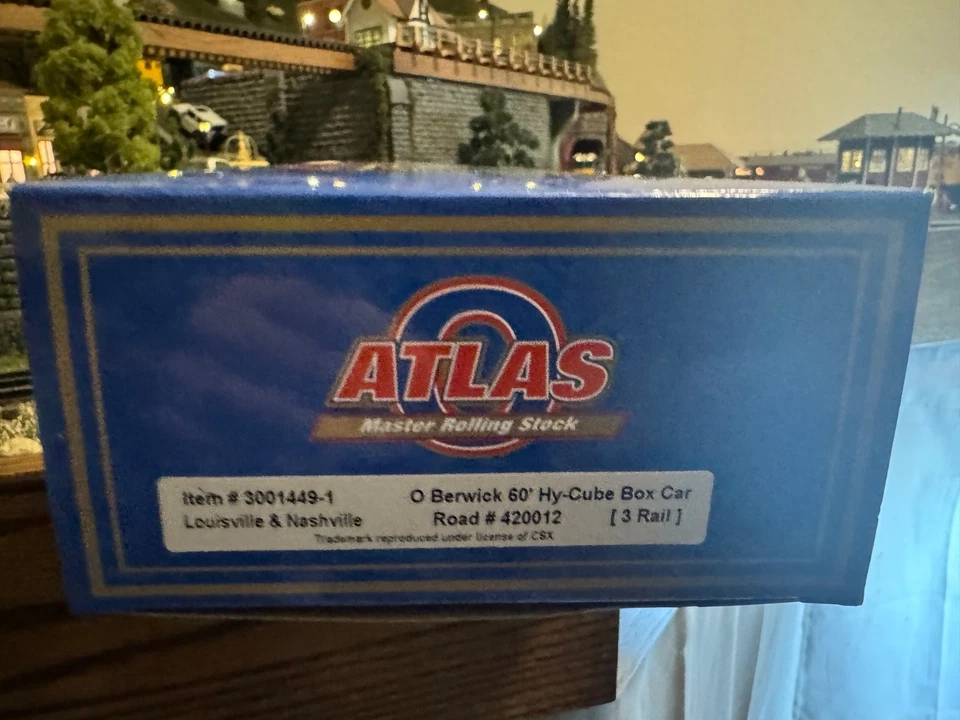 ATLAS
Master Rolling Stock
Item # 3001449-1 O Berwick 60' Hy-Cube Box Car
Louisville & Nashville Road # 420012 [ 3 Rail ]
Trademark reproduced under license of CSX